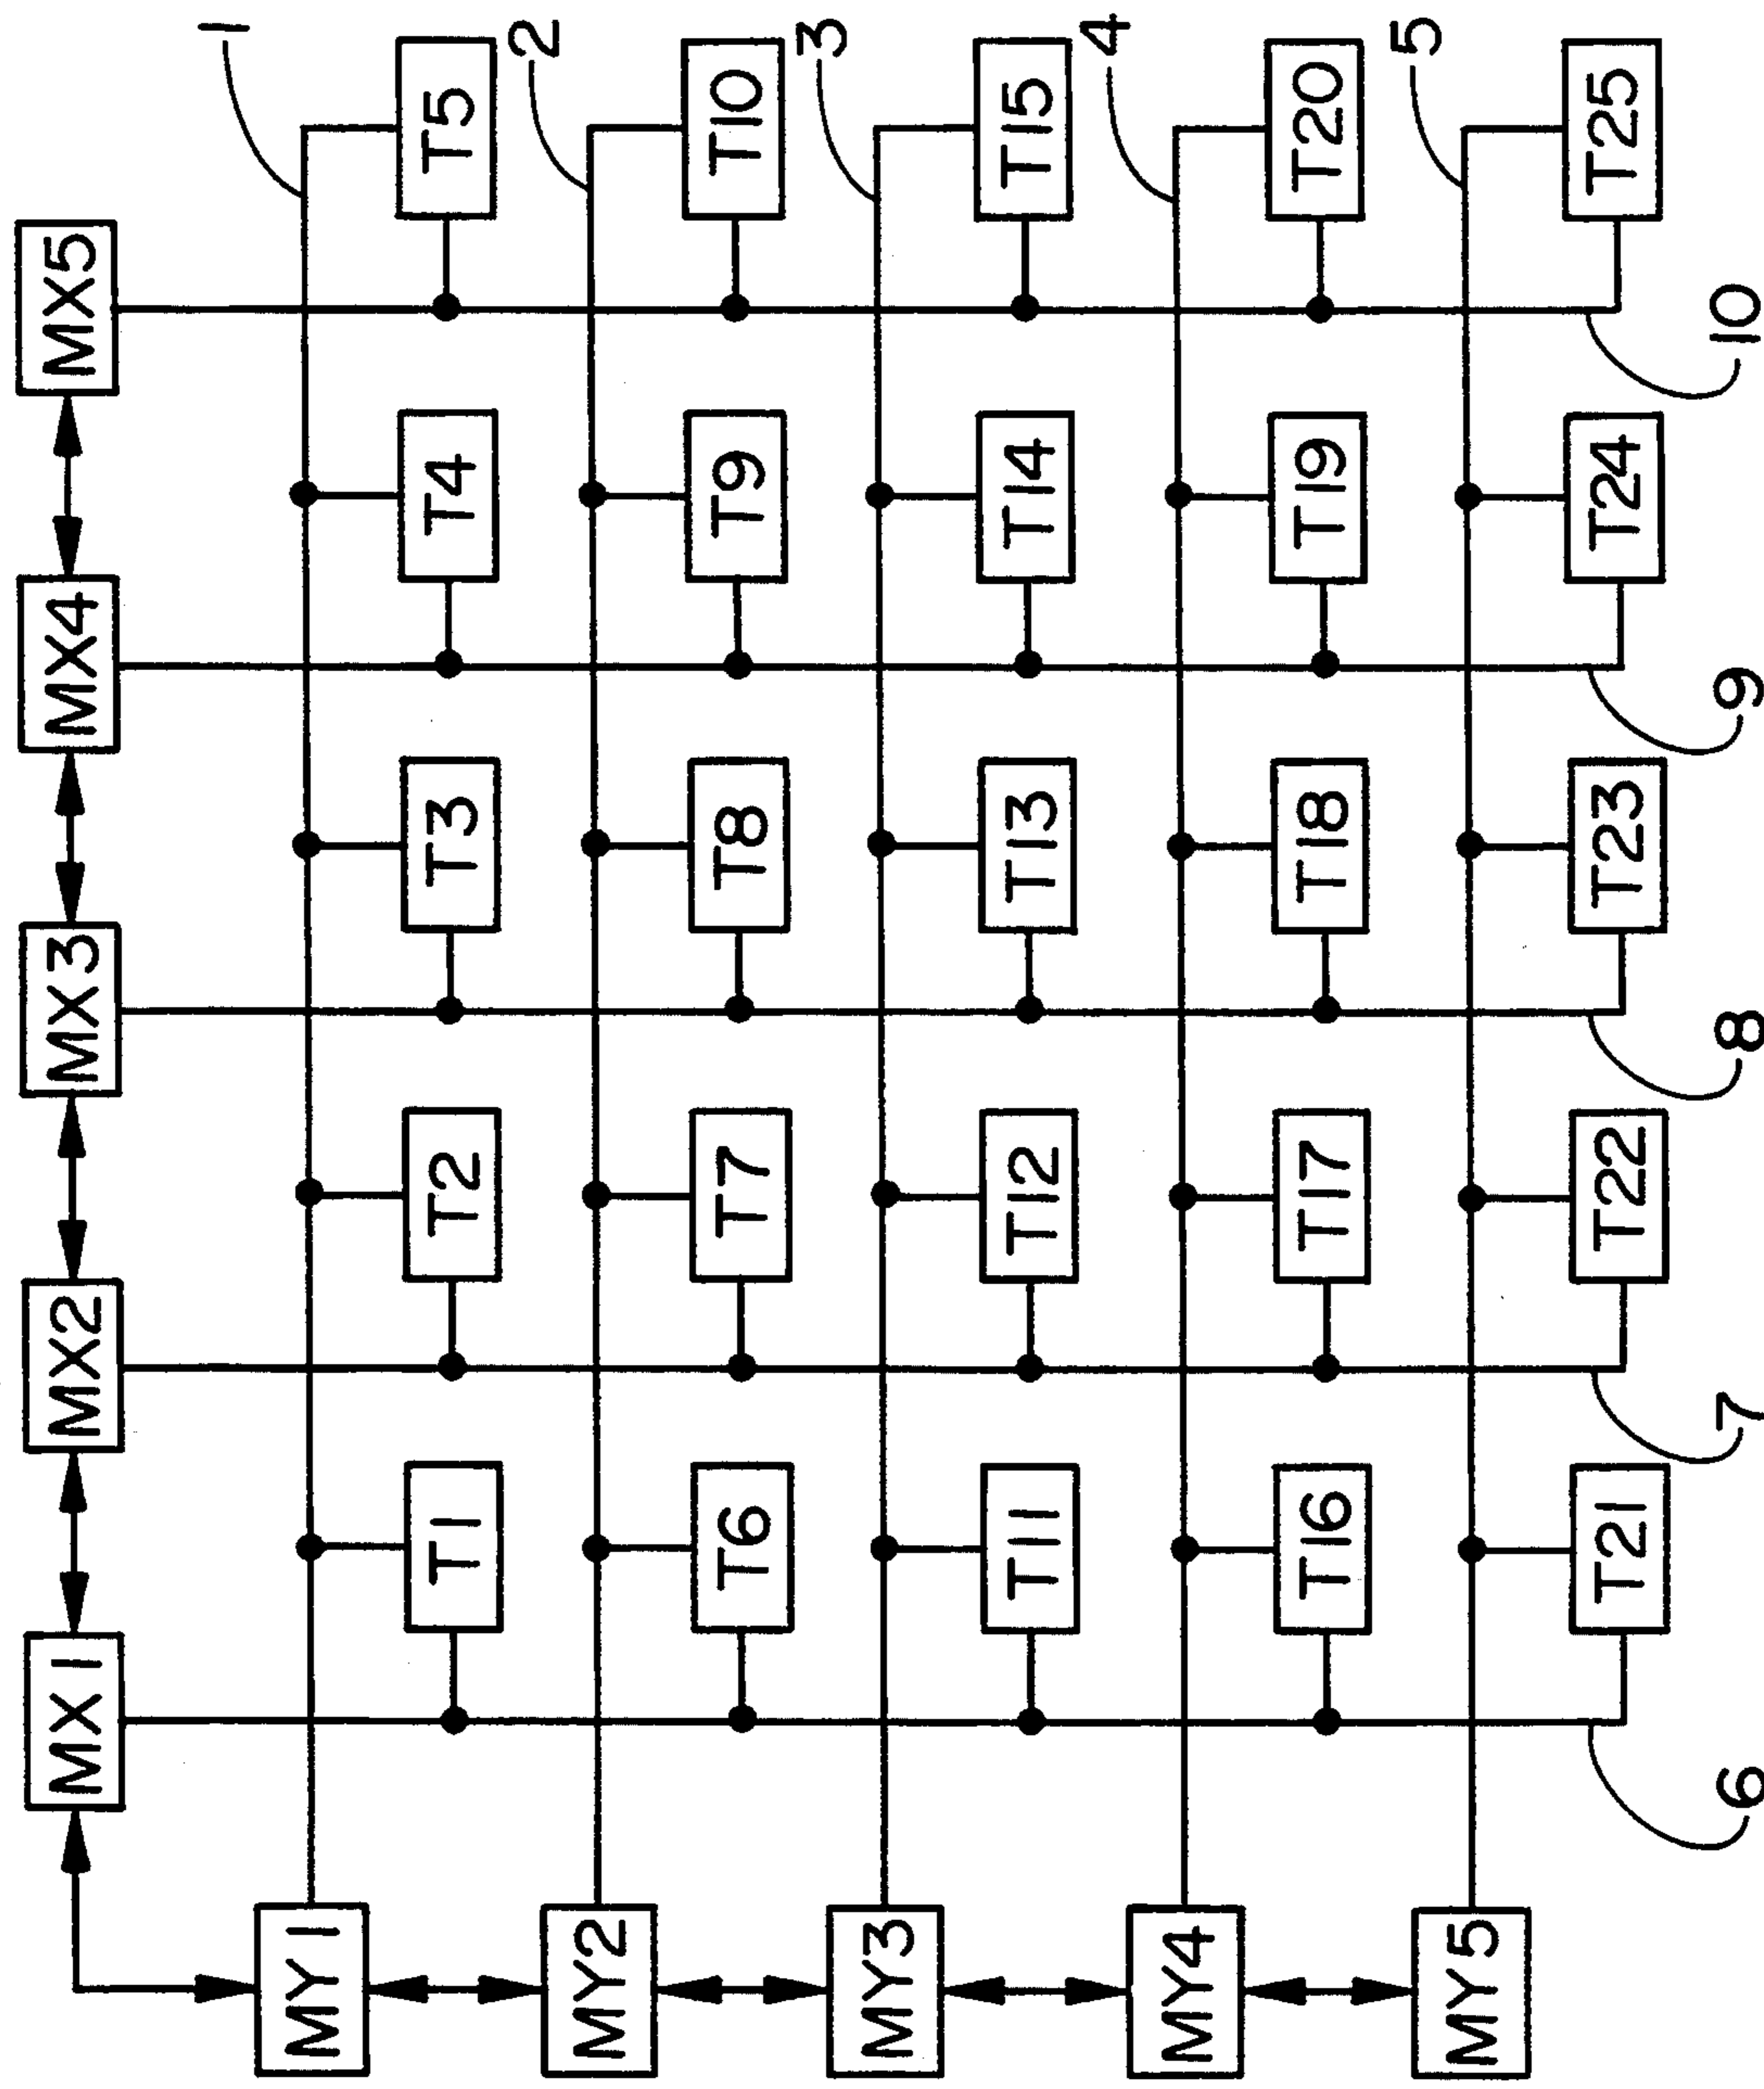 MX1 MX2 MX3 MX4 MX5
1
MY1
T1 T2 T3 T4 T5
2
MY2
T6 T7 T8 T9 T10
3
MY3
T11 T12 T13 T14 T15
4
MY4
T16 T17 T18 T19 T20
5
MY5
T21 T22 T23 T24 T25
6 7 8 9 10